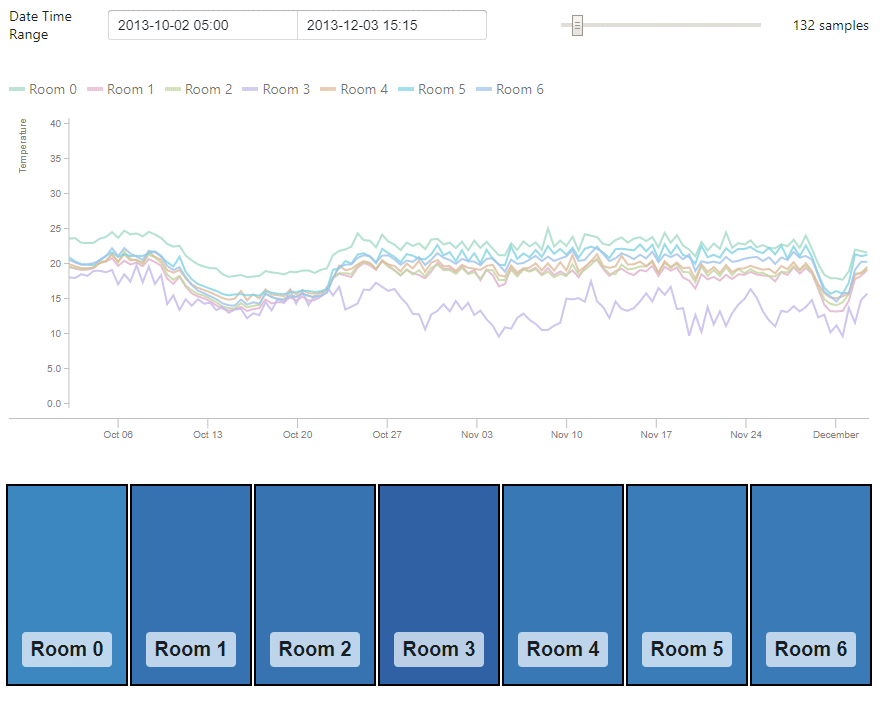 Date Time
Range
2013-10-02 05:00 2013-12-03 15:15
132 samples
Room 0 Room 1 Room 2 Room 3 Room 4 Room 5 Room 6
Temperature
40
35
30
25
20
15
10
5.0
0.0
Oct 06 Oct 13 Oct 20 Oct 27 Nov 03 Nov 10 Nov 17 Nov 24 December
Room 0 Room 1 Room 2 Room 3 Room 4 Room 5 Room 6